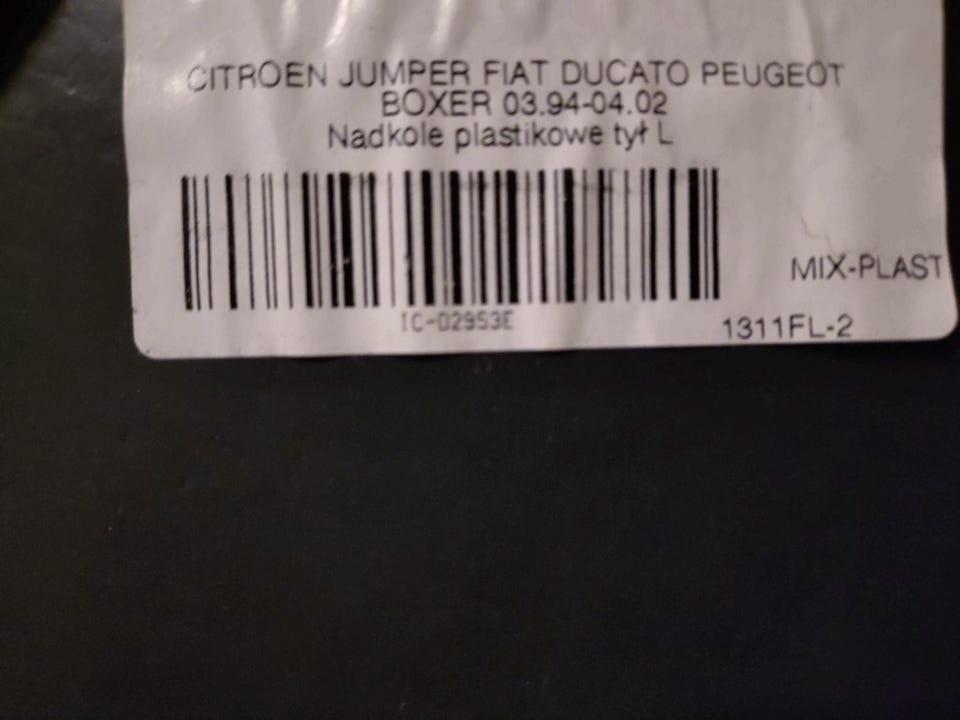 CITROEN JUMPER FIAT DUCATO PEUGEOT
BOXER 03.94-04.02
Nadkole plastikowe tył L
MIX-PLAST
IC-02953E
1311FL-2